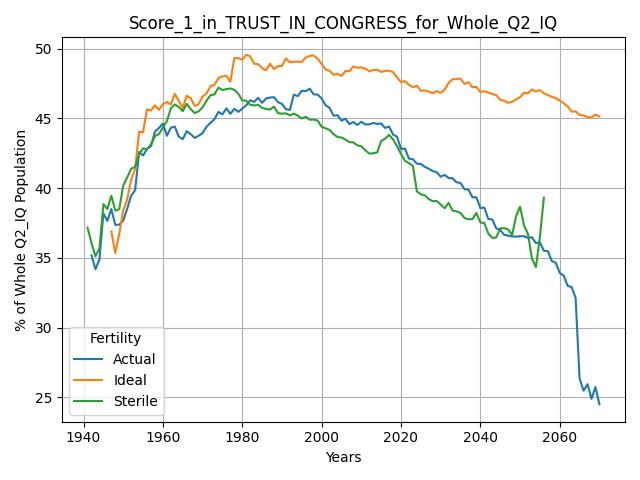 Score_1_in_TRUST_IN_CONGRESS_for_Whole_Q2_IQ
% of Whole Q2_IQ Population
50
45
40
35
30
25
Fertility
Actual
Ideal
Sterile
1940
1960
1980
2000
2020
2040
2060
Years